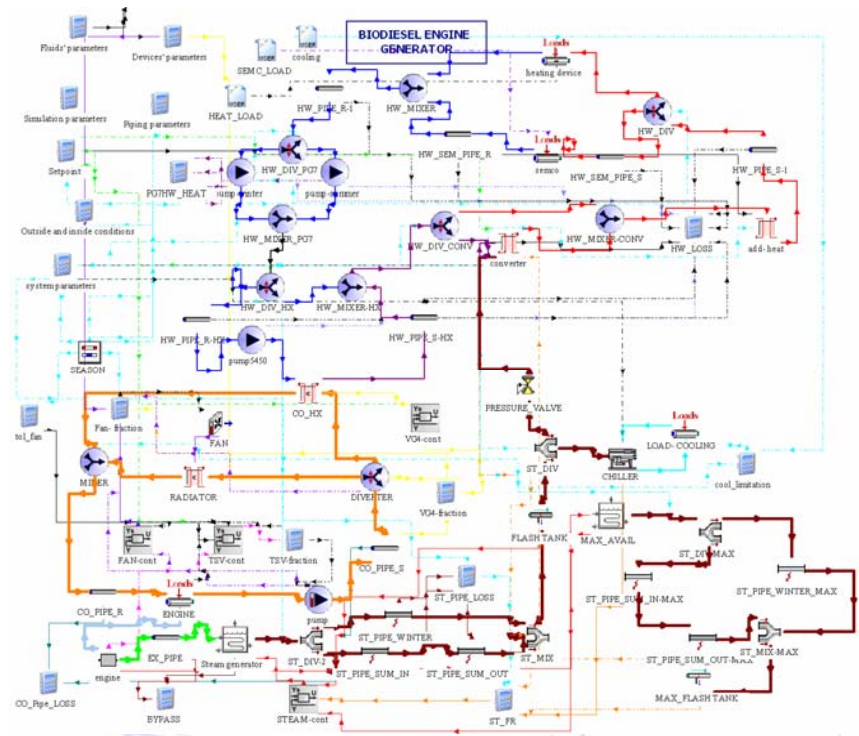 BIODIESEL ENGINE
GENERATOR
Fluids' parameters
Devices' parameters
SEMC_LOAD
cooling
Loads
heating device
HEAT_LOAD
HW_PIPE_R-1
HW_MIXER
HW_DIV
Simulation parameters
Piping parameters
Setpoint
HW_DIV_PG7
HW_SEM_PIPE_R
Loads
semco
HW_SEM_PIPE_S
HW_PIPE_S-1
PG7HW_HEAT
Outside and inside conditions
HW_MIXER_PG7
HW_DIV_CONV
converter
HW_MIXER-CONV
HW_LOSS
add-heat
system parameters
HW_DIV_HX
HW_MIXER-HX
HW_PIPE_R-HX
pump5450
HW_PIPE_S-HX
SEASON
CO_HX
PRESSURE_VALVE
tol_fan
Fan- fraction
FAN
VG4-cont
Loads
LOAD- COOLING
ST_DIV
CHILLER
cool_limitation
MIXER
RADIATOR
DIVERTER
VG4-fraction
FLASH TANK
MAX_AVAIL
ST_DIV-MAX
FAN-cont
TSV-cont
TSV-fraction
CO_PIPE_S
ST_PIPE_LOSS
ST_PIPE_SUM_IN-MAX
ST_PIPE_WINTER_MAX
Loads
CO_PIPE_R
ENGINE
pump
ST_PIPE_WINTER
engine
EX_PIPE
Steam generator
ST_DIV-2
ST_PIPE_SUM_IN
ST_PIPE_SUM_OUT
ST_MIX
ST_PIPE_SUM_OUT-MAX
ST_MIX-MAX
CO_Pipe_LOSS
BYPASS
STEAM-cont
ST_FR
MAX_FLASH TANK